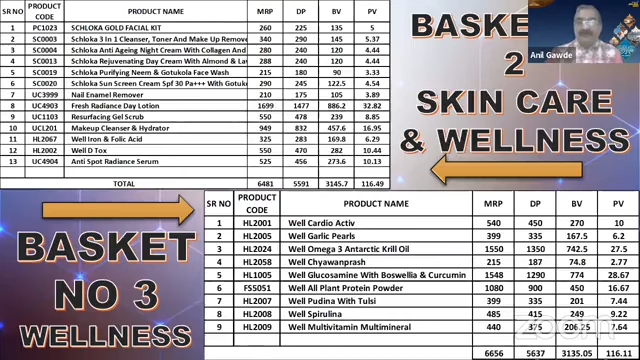 SR NO PRODUCT CODE PRODUCT NAME MRP DP BV PV
1 PC1023 SCHLOKA GOLD FACIAL KIT 260 225 135 5
2 SC0003 Schloka 3 In 1 Cleanser, Toner And Make Up Remove 340 290 145 5.37
3 SC0004 Schloka Anti Ageing Night Cream With Collagen And 280 240 120 4.44
4 SC0013 Schloka Rejuvenating Day Cream With Almond & Lav 288 240 120 4.44
5 SC0019 Schloka Purifying Neem & Gotukola Face Wash 215 180 90 3.33
6 SC0020 Schloka Sun Screen Cream Spf 30 Pa+++ With Gotuko 290 245 122.5 4.54
7 UC3999 Nail Enamel Remover 210 175 105 3.89
8 UC4903 Fresh Radiance Day Lotion 1699 1477 886.2 32.82
9 UC1103 Resurfacing Gel Scrub 550 478 239 8.85
10 UCL201 Makeup Cleanser & Hydrator 949 832 457.6 16.95
11 HL2067 Well Iron & Folic Acid 325 283 169.8 6.29
12 HL2002 Well D Tox 550 470 282 10.44
13 UC4904 Anti Spot Radiance Serum 525 456 273.6 10.13
TOTAL 6481 5591 3145.7 116.49
BASKET
2
SKIN CARE
& WELLNESS
Anil Gawde
BASKET
NO 3
WELLNESS
SR NO PRODUCT CODE PRODUCT NAME MRP DP BV PV
1 HL2001 Well Cardio Activ 540 450 270 10
2 HL2005 Well Garlic Pearls 399 335 167.5 6.2
3 HL2024 Well Omega 3 Antarctic Krill Oil 1550 1350 742.5 27.5
4 HL2058 Well Chyawanprash 215 187 74.8 2.77
5 HL1005 Well Glucosamine With Boswellia & Curcumin 1548 1290 774 28.67
6 FS5051 Well All Plant Protein Powder 1080 900 450 16.67
7 HL2007 Well Pudina With Tulsi 399 335 201 7.44
8 HL2008 Well Spirulina 485 415 249 9.22
9 HL2009 Well Multivitamin Multimineral 440 375 206.25 7.64
6656 5637 3135.05 116.11
zoom